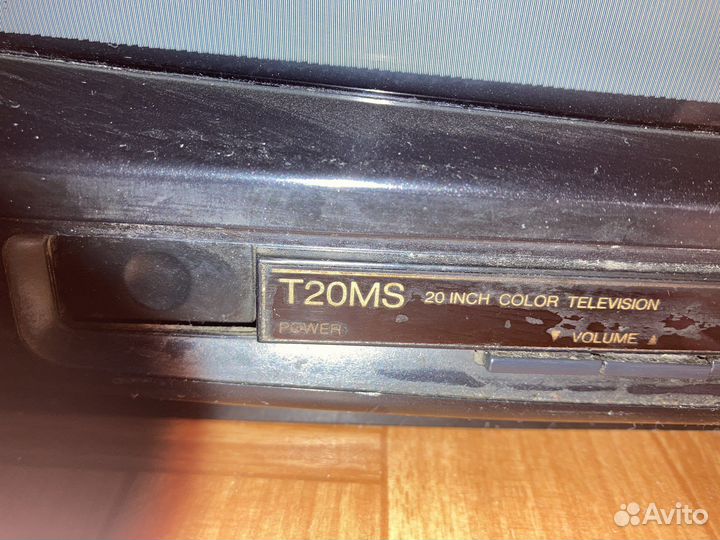 T20MS 20 INCH COLOR TELEVISION
POWER
▼ VOLUME ▲
Avito